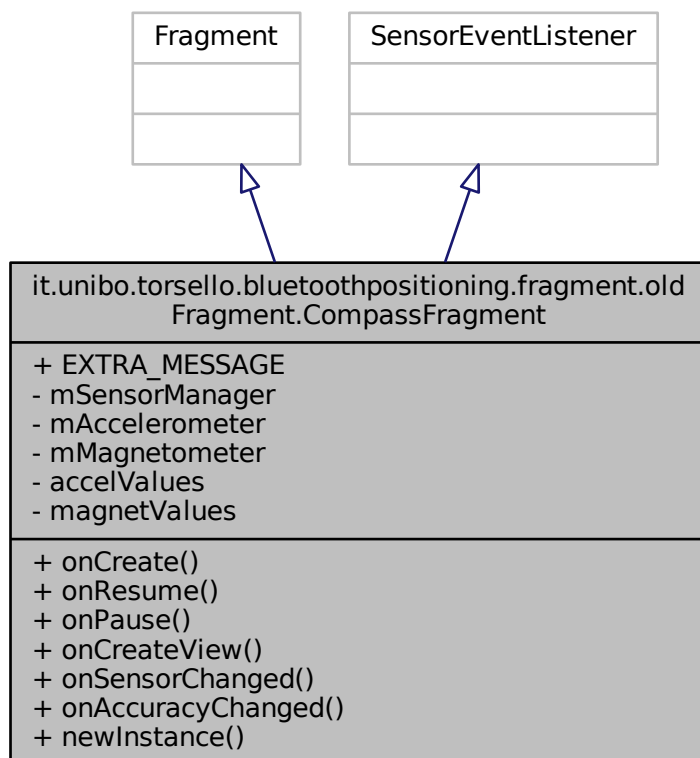 Fragment
SensorEventListener
it.unibo.torsello.bluetoothpositioning.fragment.old
Fragment.CompassFragment
+ EXTRA_MESSAGE
- mSensorManager
- mAccelerometer
- mMagnetometer
- accelValues
- magnetValues
+ onCreate()
+ onResume()
+ onPause()
+ onCreateView()
+ onSensorChanged()
+ onAccuracyChanged()
+ newInstance()